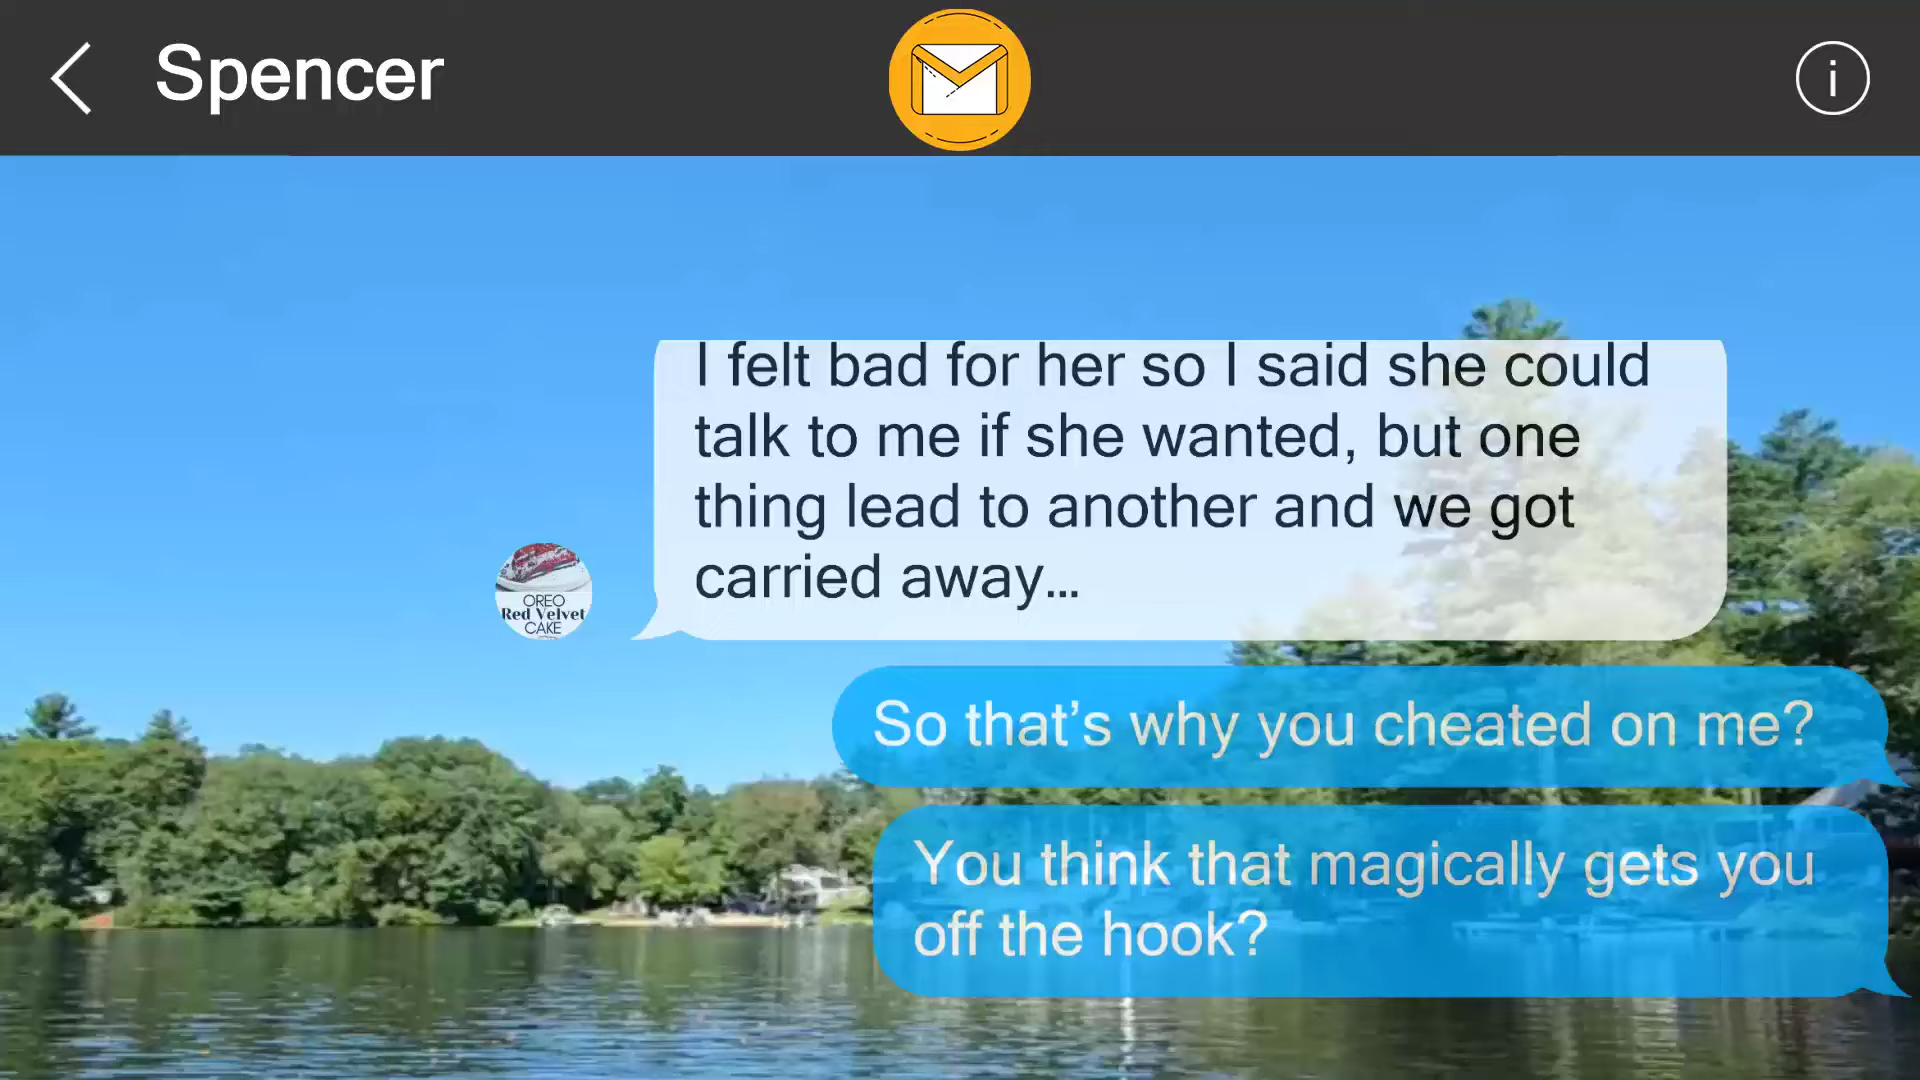 Spencer
i
I felt bad for her so I said she could
talk to me if she wanted, but one
thing lead to another and we got
carried away...
OREO
Red Velvet
CAKE
So that’s why you cheated on me?
You think that magically gets you
off the hook?